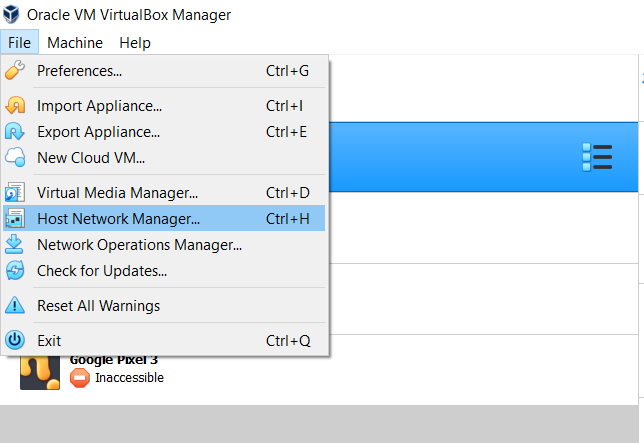 Oracle VM VirtualBox Manager
File Machine Help
Preferences... Ctrl+G
Import Appliance... Ctrl+I
Export Appliance... Ctrl+E
New Cloud VM...
Virtual Media Manager... Ctrl+D
Host Network Manager... Ctrl+H
Network Operations Manager...
Check for Updates...
Reset All Warnings
Exit Ctrl+Q
Google Pixel 3
Inaccessible